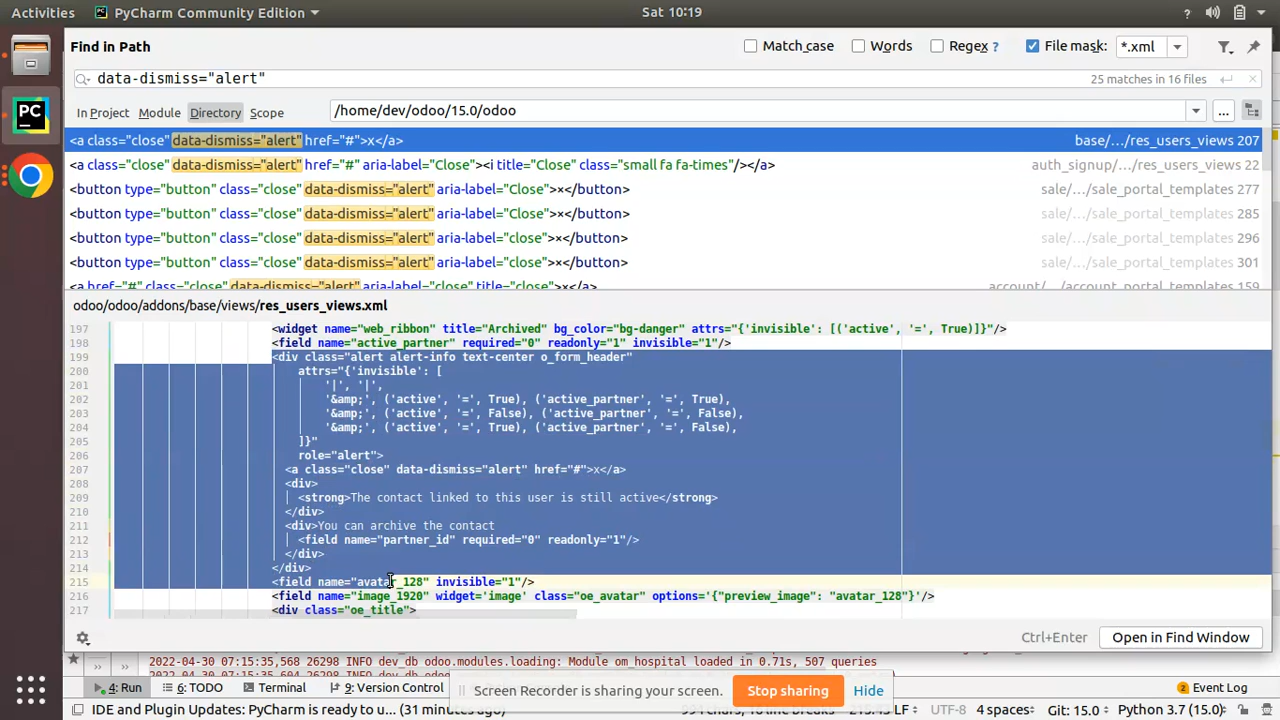 Activities PyCharm Community Edition Sat 10:19
Find in Path Match case Words Regex ? File mask: *.xml
data-dismiss="alert" 25 matches in 16 files
In Project Module Directory Scope /home/dev/odoo/15.0/odoo ...
<a class="close" data-dismiss="alert" href="#">x</a> base/.../res_users_views 207
<a class="close" data-dismiss="alert" href="#" aria-label="Close"><i title="Close" class="small fa fa-times"/></a> auth_signup/.../res_users_views 22
<button type="button" class="close" data-dismiss="alert" aria-label="Close">×</button> sale/.../sale_portal_templates 277
<button type="button" class="close" data-dismiss="alert" aria-label="Close">×</button> sale/.../sale_portal_templates 285
<button type="button" class="close" data-dismiss="alert" aria-label="close">×</button> sale/.../sale_portal_templates 296
<button type="button" class="close" data-dismiss="alert" aria-label="close">×</button> sale/.../sale_portal_templates 301
<a href="#" class="close" data-dismiss="alert" title="close">×</a> account/.../account_portal_templates 159
odoo/odoo/addons/base/views/res_users_views.xml
197 <widget name="web_ribbon" title="Archived" bg_color="bg-danger" attrs="{'invisible': [('active', '=', True)]}"/>
198 <field name="active_partner" required="0" readonly="1" invisible="1"/>
199 <div class="alert alert-info text-center o_form_header"
200 attrs="{'invisible': [
201 '|', '|',
202 '&amp;', ('active', '=', True), ('active_partner', '=', True),
203 '&amp;', ('active', '=', False), ('active_partner', '=', False),
204 '&amp;', ('active', '=', True), ('active_partner', '=', False),
205 ]}"
206 role="alert">
207 <a class="close" data-dismiss="alert" href="#">x</a>
208 <div>
209 <strong>The contact linked to this user is still active</strong>
210 </div>
211 <div>You can archive the contact
212 <field name="partner_id" required="0" readonly="1"/>
213 </div>
214 </div>
215 <field name="avatar_128" invisible="1"/>
216 <field name="image_1920" widget='image' class="oe_avatar" options='{"preview_image": "avatar_128"}'/>
217 <div class="oe_title">
Ctrl+Enter Open in Find Window
2022-04-30 07:15:35,568 26298 INFO dev_db odoo.modules.loading: Module om_hospital loaded in 0.71s, 507 queries
4: Run 6: TODO Terminal 9: Version Control Screen Recorder is sharing your screen. Stop sharing Hide 2 Event Log
IDE and Plugin Updates: PyCharm is ready to u... (31 minutes ago) LF UTF-8 4 spaces Git: 15.0 Python 3.7 (15.0)